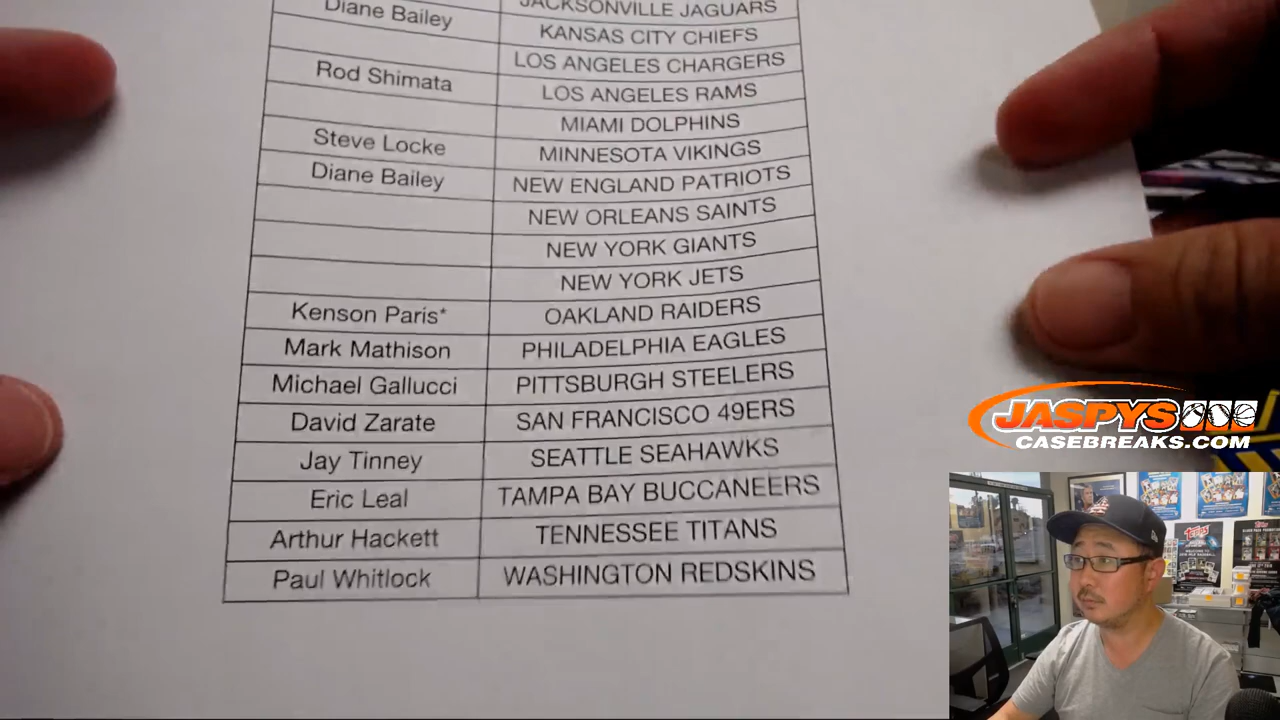 Diane Bailey JACKSONVILLE JAGUARS
KANSAS CITY CHIEFS
LOS ANGELES CHARGERS
Rod Shimata LOS ANGELES RAMS
MIAMI DOLPHINS
Steve Locke MINNESOTA VIKINGS
Diane Bailey NEW ENGLAND PATRIOTS
NEW ORLEANS SAINTS
NEW YORK GIANTS
NEW YORK JETS
Kenson Paris* OAKLAND RAIDERS
Mark Mathison PHILADELPHIA EAGLES
Michael Gallucci PITTSBURGH STEELERS
David Zarate SAN FRANCISCO 49ERS
Jay Tinney SEATTLE SEAHAWKS
Eric Leal TAMPA BAY BUCCANEERS
Arthur Hackett TENNESSEE TITANS
Paul Whitlock WASHINGTON REDSKINS
JASPYS
CASEBREAKS.COM